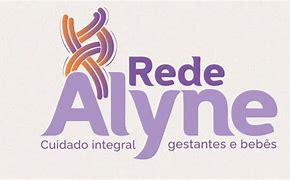 Rede
Alyne
Cuidado integral gestantes e bebês